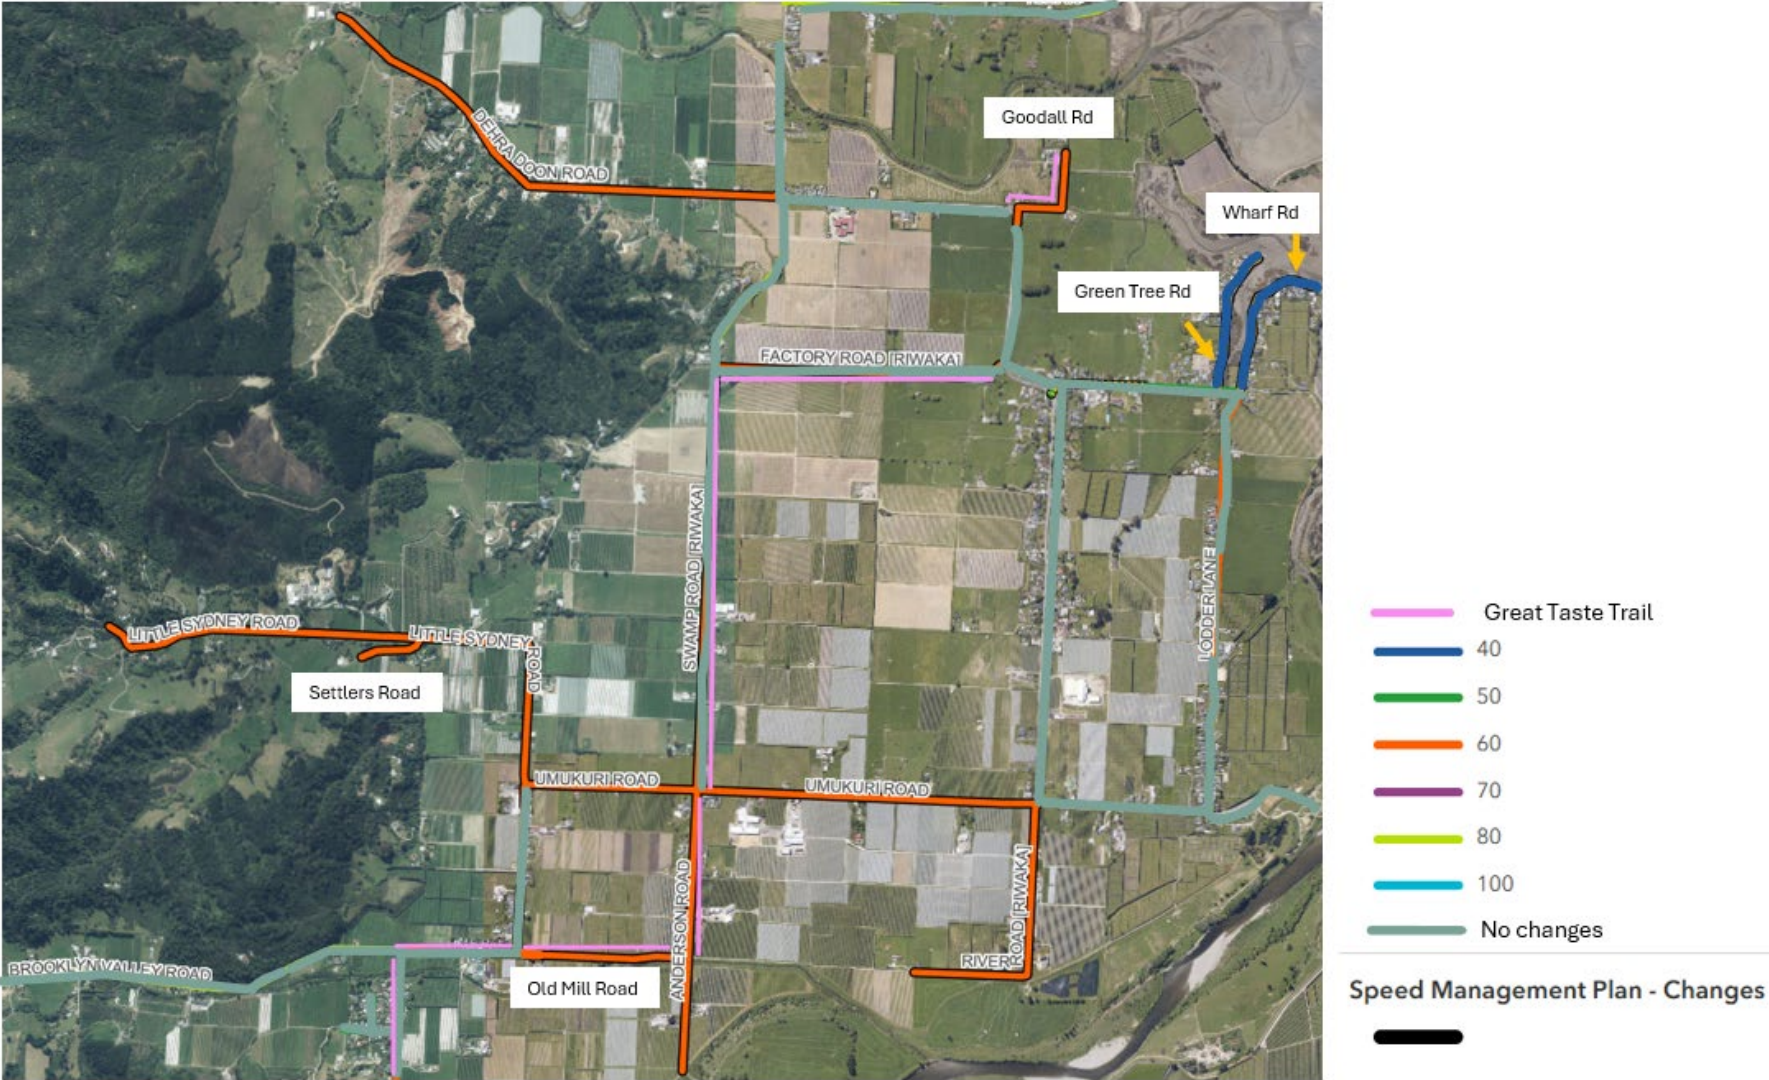 Goodall Rd
DEHRA DOON ROAD
Wharf Rd
Green Tree Rd
FACTORY ROAD [RIWAKA]
SWAMP ROAD [RIWAKA]
LODDER LANE
LITTLE SYDNEY ROAD
LITTLE SYDNEY
ROAD
Settlers Road
UMUKURI ROAD
UMUKURI ROAD
ANDERSON ROAD
ROAD [RIWAKA]
RIVER
BROOKLYN VALLEY ROAD
Old Mill Road
Great Taste Trail
40
50
60
70
80
100
No changes
Speed Management Plan - Changes